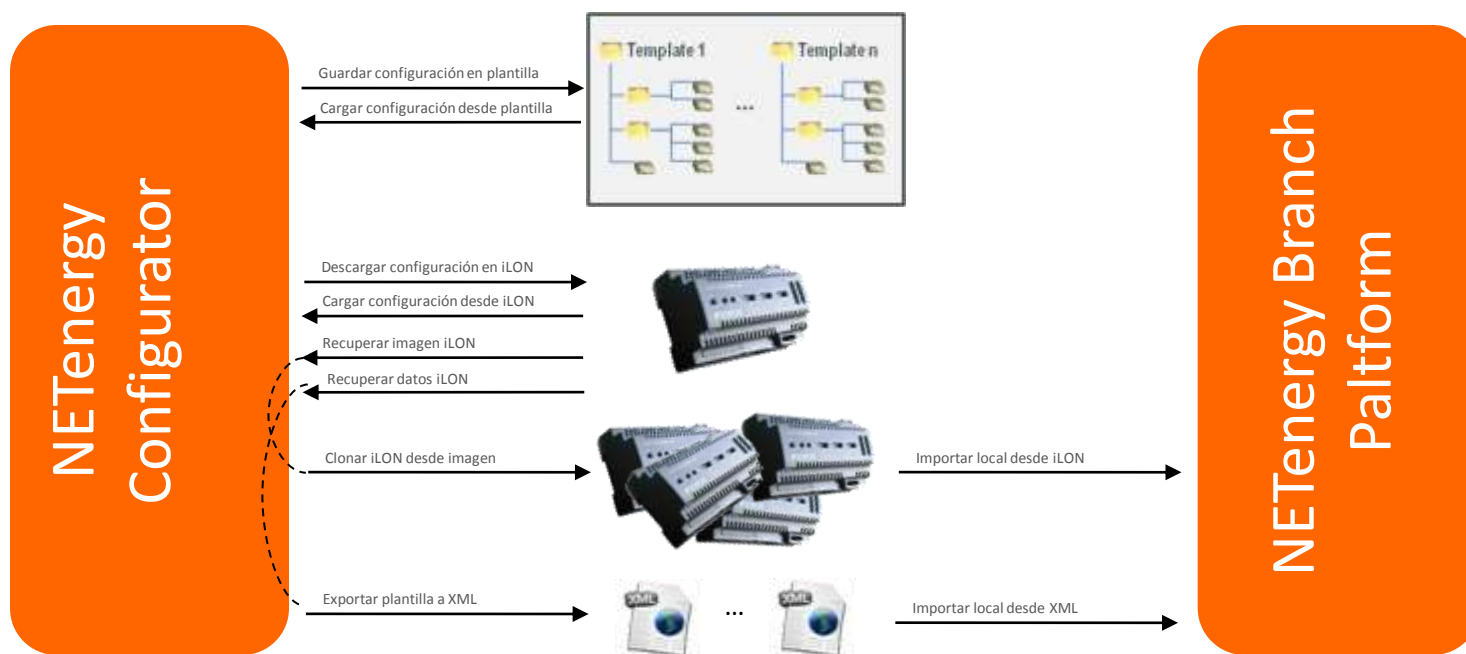 NETenergy
Configurator
Guardar configuración en plantilla
Cargar configuración desde plantilla
Template 1
...
Template n
Descargar configuración en iLON
Cargar configuración desde iLON
Recuperar imagen iLON
Recuperar datos iLON
Clonar iLON desde imagen
Importar local desde iLON
Exportar plantilla a XML
XML
...
XML
Importar local desde XML
NETenergy Branch
Paltform